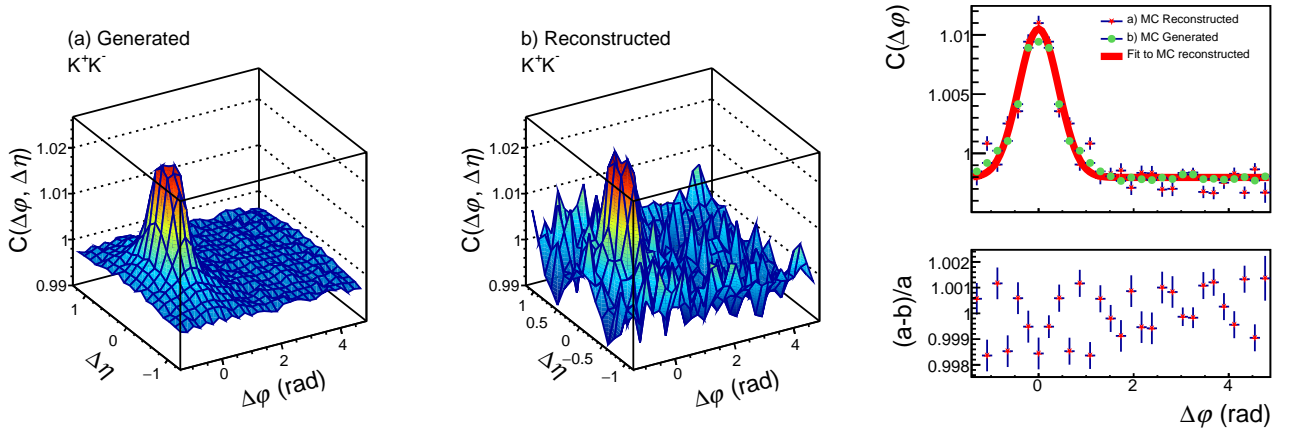 (a) Generated
K⁺K⁻
C(Δφ, Δη)
1.02
1.01
1
0.99
1
0
−1
Δη
0
2
4
Δφ (rad)
b) Reconstructed
K⁺K⁻
C(Δφ, Δη)
1.02
1.01
1
0.99
1
0.5
0
−0.5
−1
Δη
0
2
4
Δφ (rad)
C(Δφ)
1.01
1.005
1
a) MC Reconstructed
b) MC Generated
Fit to MC reconstructed
(a-b)/a
1.002
1.001
1
0.999
0.998
0
2
4
Δφ (rad)